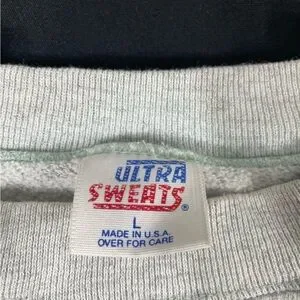 ULTRA
SWEATS®
L
MADE IN U.S.A.
OVER FOR CARE